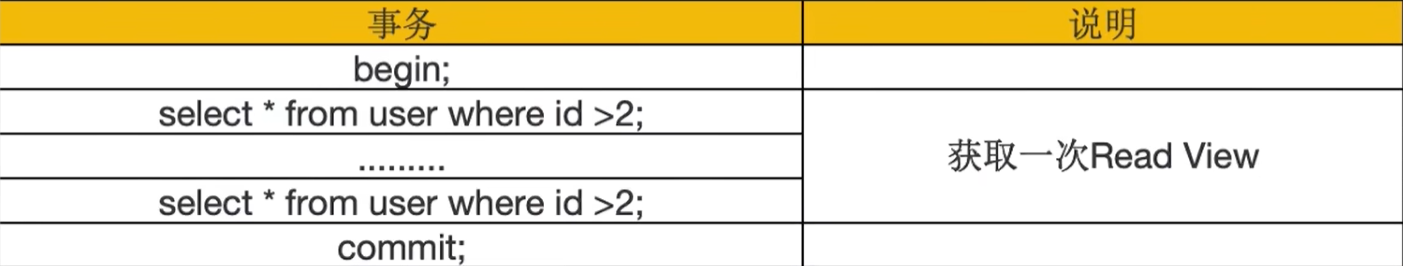 事务 说明
begin;
select * from user where id >2;
.........
获取一次Read View
select * from user where id >2;
commit;